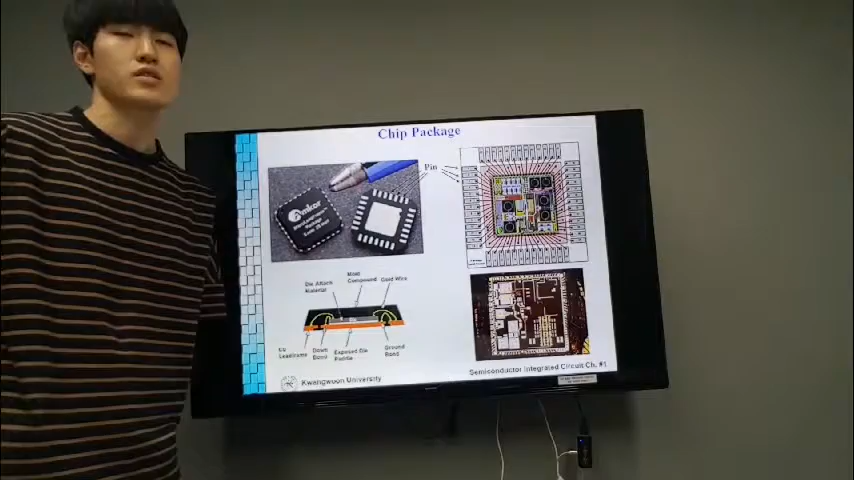 Chip Package
Pin
Amkor
Mold
Compound
Die Attach
Material
Gold Wire
Cu
Leadframe
Down
Bond
Exposed Die
Paddle
Ground
Bond
Kwangwoon University
Semiconductor Integrated Circuit Ch. #1